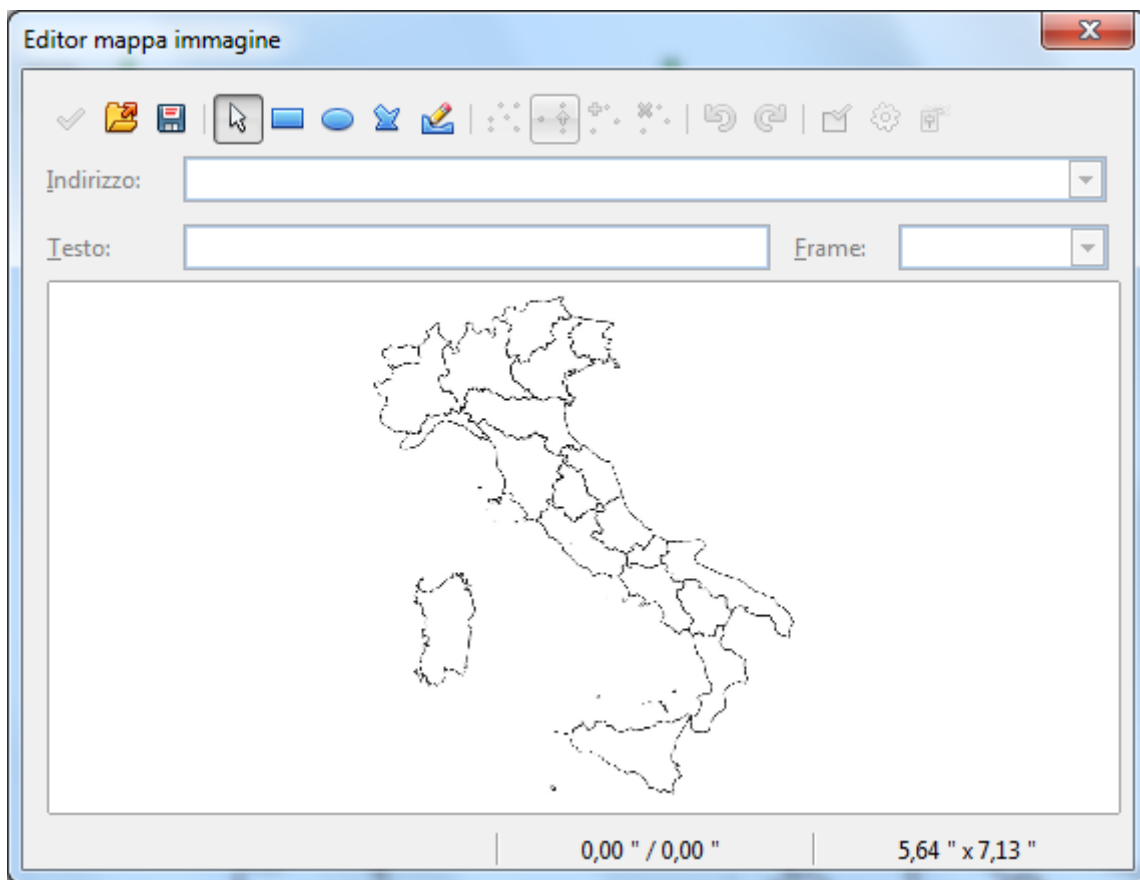 Editor mappa immagine
Indirizzo:
Testo: Frame:
0,00 " / 0,00 " 5,64 " x 7,13 "